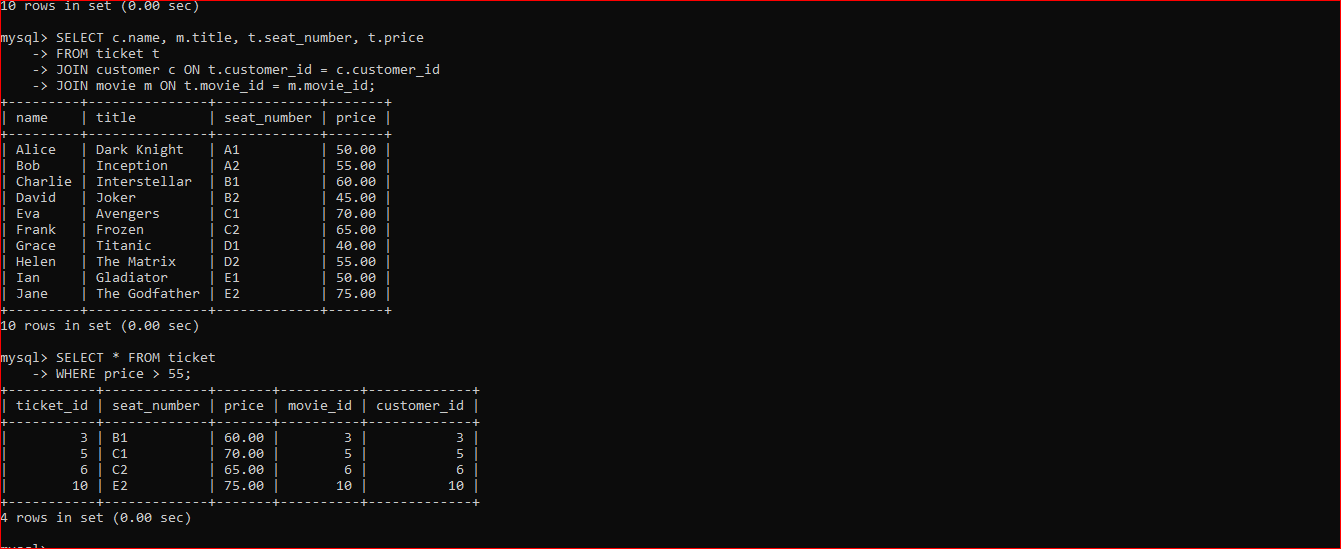 10 rows in set (0.00 sec)
mysql> SELECT c.name, m.title, t.seat_number, t.price
    -> FROM ticket t
    -> JOIN customer c ON t.customer_id = c.customer_id
    -> JOIN movie m ON t.movie_id = m.movie_id;
+---------+---------------+-------------+-------+
| name    | title         | seat_number | price |
+---------+---------------+-------------+-------+
| Alice   | Dark Knight   | A1          | 50.00 |
| Bob     | Inception     | A2          | 55.00 |
| Charlie | Interstellar  | B1          | 60.00 |
| David   | Joker         | B2          | 45.00 |
| Eva     | Avengers      | C1          | 70.00 |
| Frank   | Frozen        | C2          | 65.00 |
| Grace   | Titanic       | D1          | 40.00 |
| Helen   | The Matrix    | D2          | 55.00 |
| Ian     | Gladiator     | E1          | 50.00 |
| Jane    | The Godfather | E2          | 75.00 |
+---------+---------------+-------------+-------+
10 rows in set (0.00 sec)
mysql> SELECT * FROM ticket
    -> WHERE price > 55;
+-----------+-------------+-------+----------+-------------+
| ticket_id | seat_number | price | movie_id | customer_id |
+-----------+-------------+-------+----------+-------------+
|         3 | B1          | 60.00 |        3 |           3 |
|         5 | C1          | 70.00 |        5 |           5 |
|         6 | C2          | 65.00 |        6 |           6 |
|        10 | E2          | 75.00 |       10 |          10 |
+-----------+-------------+-------+----------+-------------+
4 rows in set (0.00 sec)